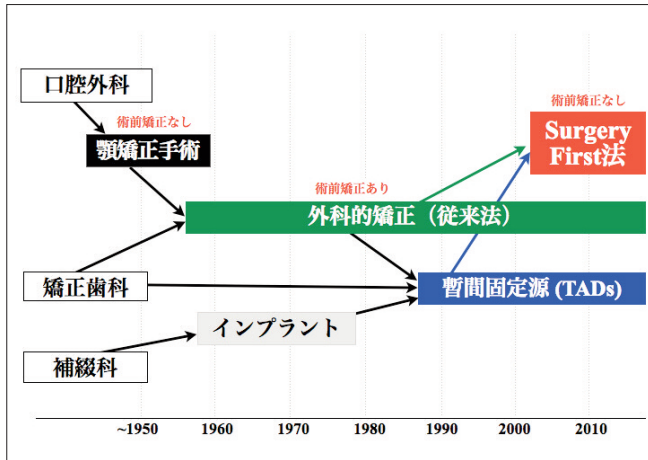 口腔外科
術前矯正なし
顎矯正手術
術前矯正なし
Surgery
First法
術前矯正あり
外科的矯正（従来法）
矯正歯科
暫間固定源 (TADs)
インプラント
補綴科
~1950 1960 1970 1980 1990 2000 2010